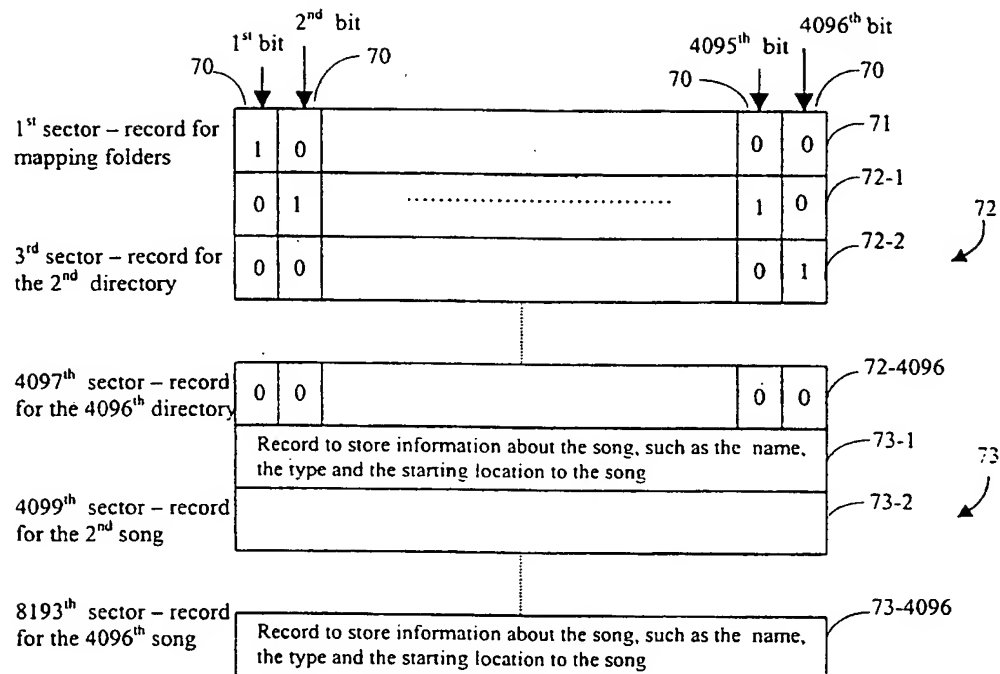 1st bit
2nd bit
4095th bit
4096th bit
70
70
70
70
1st sector – record for
mapping folders
1 0 0 0
71
0 1 ............................ 1 0
72-1
72
3rd sector – record for
the 2nd directory
0 0 0 1
72-2
4097th sector – record
for the 4096th directory
0 0 0 0
72-4096
Record to store information about the song, such as the name,
the type and the starting location to the song
73-1
73
4099th sector – record
for the 2nd song
73-2
8193th sector – record
for the 4096th song
Record to store information about the song, such as the name,
the type and the starting location to the song
73-4096